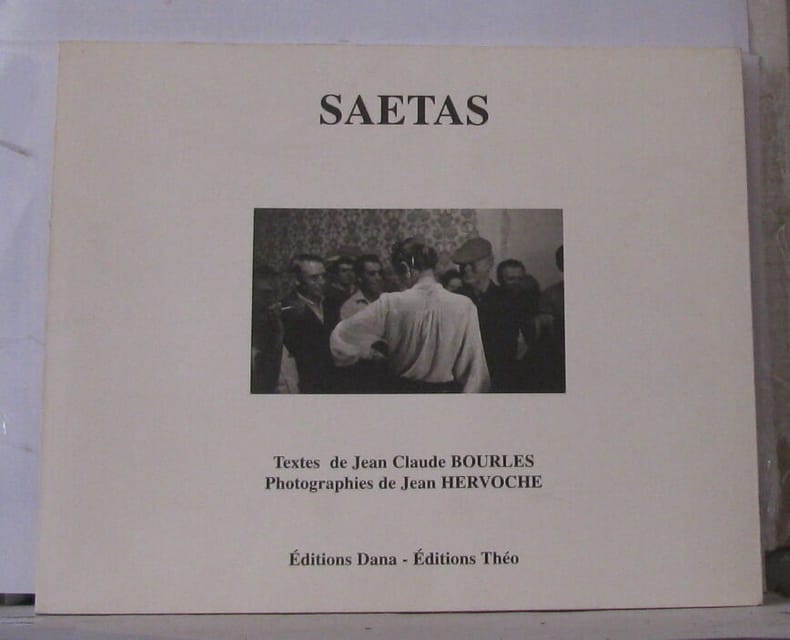 SAETAS
Textes de Jean Claude BOURLES
Photographies de Jean HERVOCHE
Éditions Dana - Éditions Théo